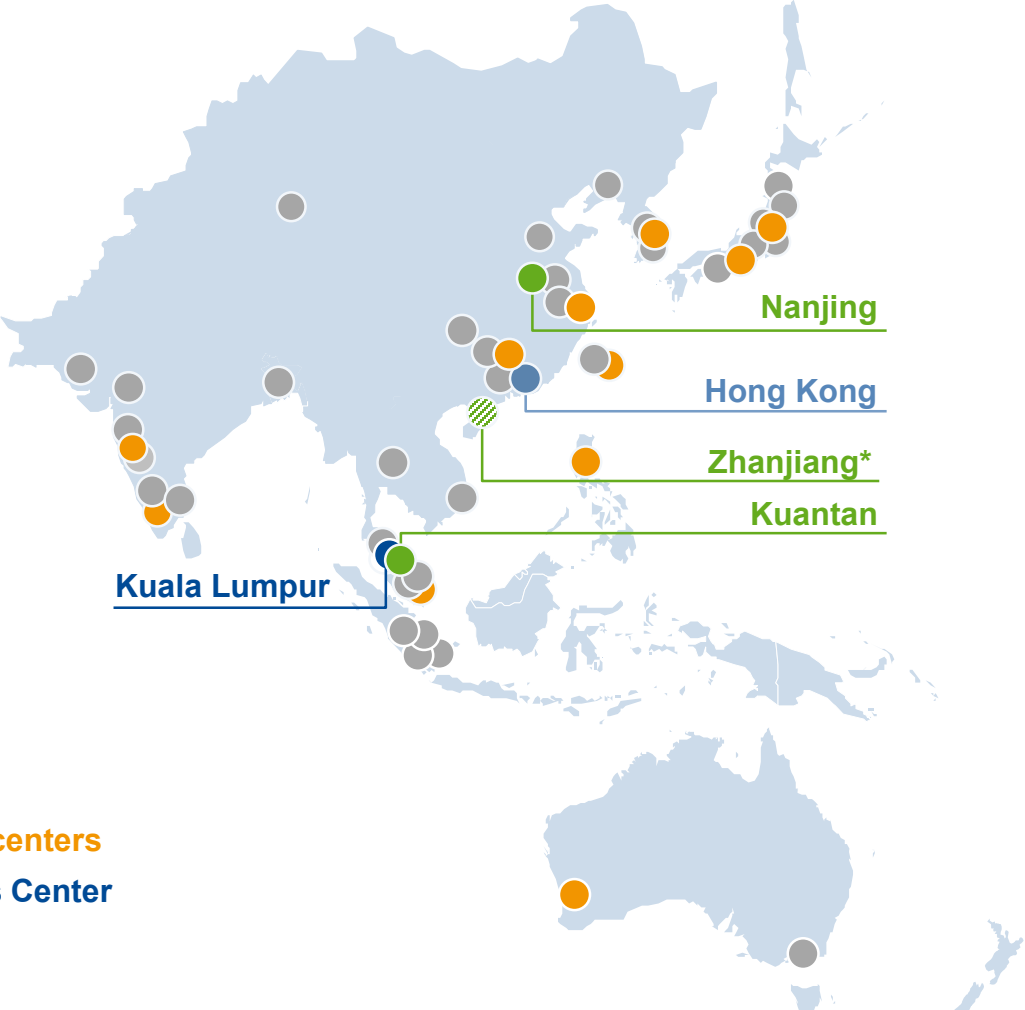 Nanjing
Hong Kong
Zhanjiang*
Kuantan
Kuala Lumpur
centers
Center